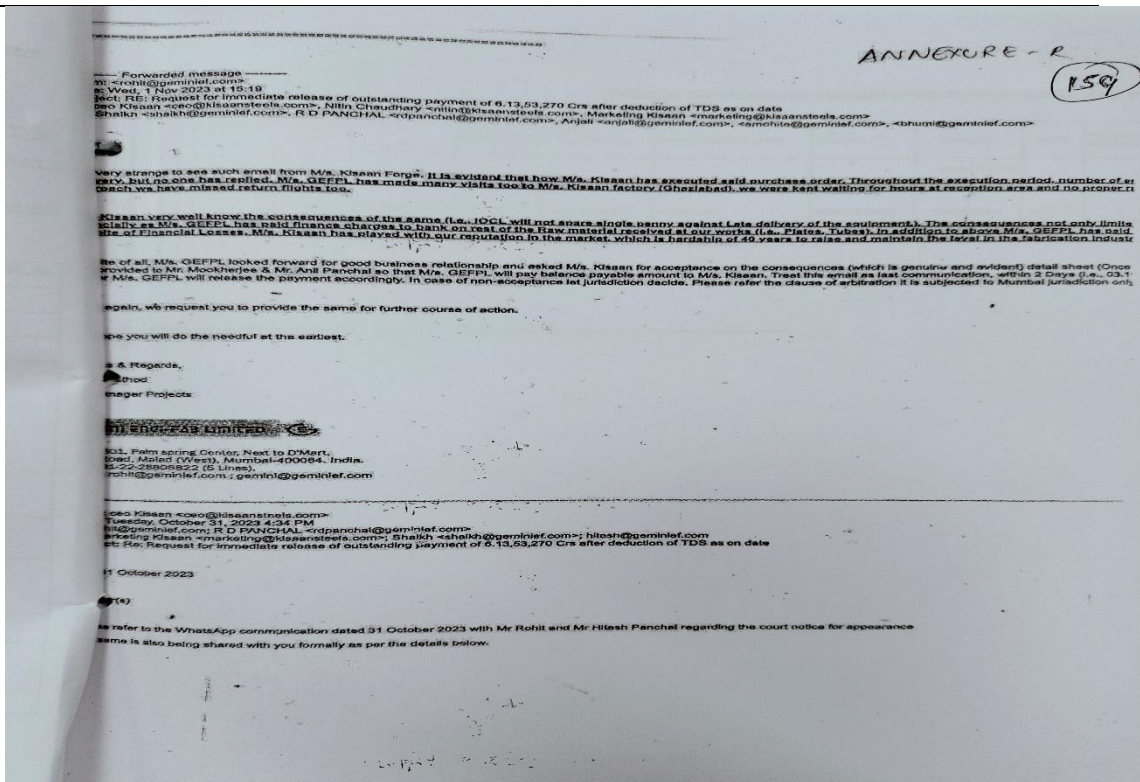 ANNEXURE - R
159
Forwarded message
<rohit@geminief.com>
Wed, 1 Nov 2023 at 15:19
RE: Request for immediate release of outstanding payment of 6.13,53,270 Crs after deduction of TDS as on date
Kisaan <ceo@kisaansteels.com>, Nitin Chaudhary <nitin@kisaansteels.com>, Marketing Kisaan <marketing@kisaansteels.com>
Shaikh <shaikh@geminief.com>, R D PANCHAL <rdpanchal@geminief.com>, Anjali <anjali@geminief.com>, <amohite@geminief.com>, <bhumi@geminief.com>
very strange to see such email from M/s. Kisaan Forge. It is evident that how M/s. Kisaan has executed said purchase order. Throughout the execution period, number of
but no one has replied. M/s. GEFPL has made many visits too to M/s. Kisaan factory (Ghaziabad), we were kept waiting for hours at reception area and no proper
we have missed return flights too.
Kisaan very well know the consequences of the same (i.e., IOCL will not spare single penny against Late delivery of the equipment). The consequences not only
as M/s. GEFPL has paid finance charges to bank on rest of the Raw material received at our works (i.e., Plates, Tubes). In addition to above M/s. GEFPL has paid
of Financial Losses, M/s. Kisaan has played with our reputation in the market, which is hardship of 40 years to raise and maintain the level in the fabrication
of all, M/s. GEFPL looked forward for good business relationship and asked M/s. Kisaan for acceptance on the consequences (which is genuine and evident) detail sheet (Once
provided to Mr. Mookherjee & Mr. Anil Panchal so that M/s. GEFPL will pay balance payable amount to M/s. Kisaan. Treat this email as last communication, within 2 Days (i.e., 03.1
M/s. GEFPL will release the payment accordingly. In case of non-acceptance let jurisdiction decide. Please refer the clause of arbitration it is subjected to Mumbai jurisdiction only
again, we request you to provide the same for further course of action.
you will do the needful at the earliest.
& Regards,
Projects
LIMITED
Palm spring Center, Next to D'Mart,
Malad (West), Mumbai-400064. India.
-22-28808822 (5 Lines),
rohit@geminief.com ; gemini@geminief.com
ceo Kisaan <ceo@kisaansteels.com>
Tuesday, October 31, 2023 4:34 PM
R D PANCHAL <rdpanchal@geminief.com>
Kisaan <marketing@kisaansteels.com>; Shaikh <shaikh@geminief.com>; hitesh@geminief.com
Re: Request for immediate release of outstanding payment of 6.13,53,270 Crs after deduction of TDS as on date
October 2023
refer to the WhatsApp communication dated 31 October 2023 with Mr Rohit and Mr Hitesh Panchal regarding the court notice for appearance
same is also being shared with you formally as per the details below.